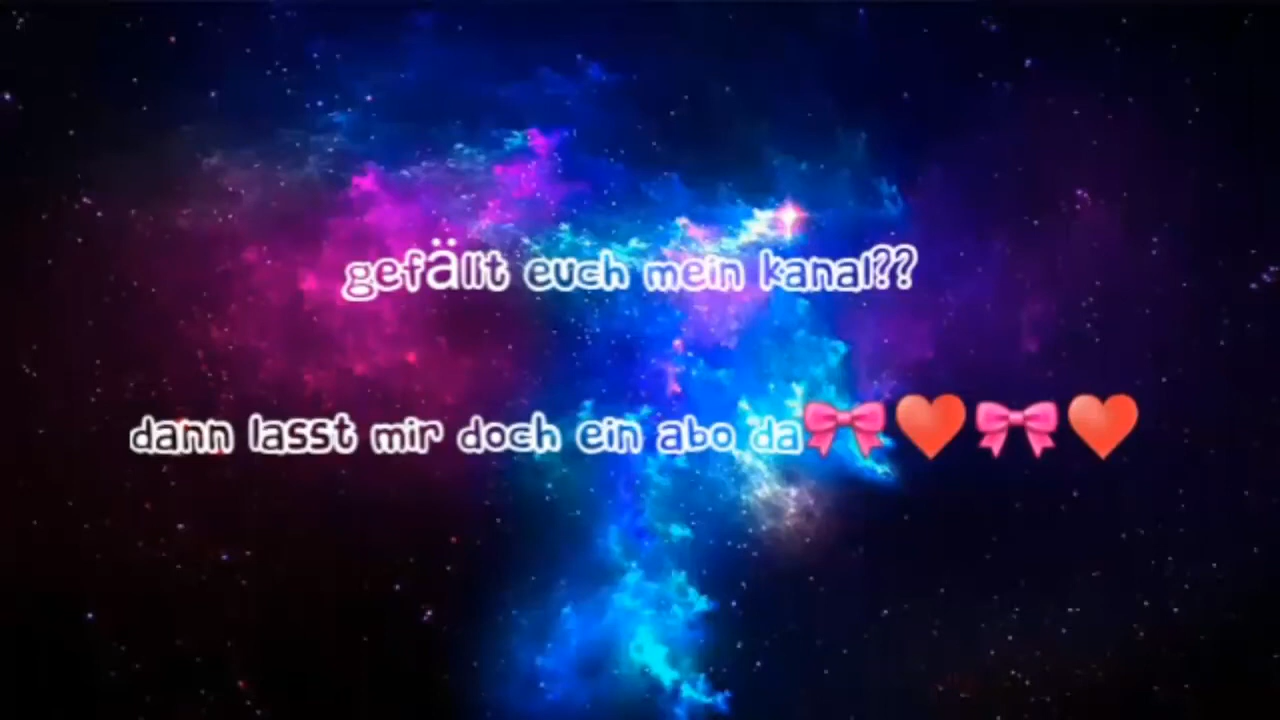 gefällt euch mein kanal??
dann lasst mir doch ein abo da🎀♥️🎀♥️